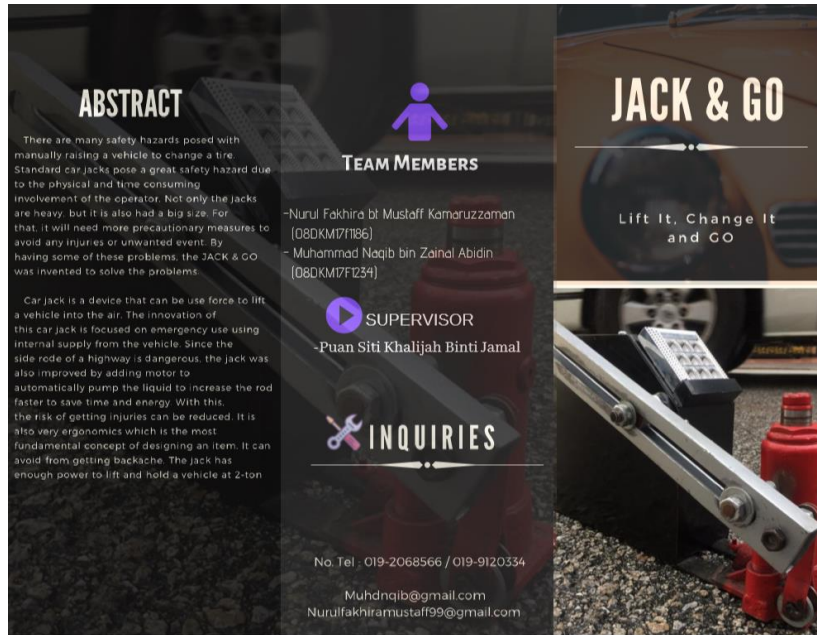 ABSTRACT
There are many safety hazards posed with
manually raising a vehicle to change a tire.
Standard car jacks pose a great safety hazard due
to the physical and time consuming
involvement of the operator. Not only the jacks
are heavy, but it is also had a big size. For
that, it will need more precautionary measures to
avoid any injuries or unwanted event. By
having some of these problems, the JACK & GO
was invented to solve the problems.
Car jack is a device that can be use force to lift
a vehicle into the air. The innovation of
this car jack is focused on emergency use using
internal supply from the vehicle. Since the
side rode of a highway is dangerous, the jack was
also improved by adding motor to
automatically pump the liquid to increase the rod
faster to save time and energy. With this,
the risk of getting injuries can be reduced. It is
also very ergonomics which is the most
fundamental concept of designing an item. It can
avoid from getting backache. The jack has
enough power to lift and hold a vehicle at 2-ton
TEAM MEMBERS
-Nurul Fakhira bt Mustaff Kamaruzzaman
(08DKM17f1186)
- Muhammad Naqib bin Zainal Abidin
(08DKM17F1234)
SUPERVISOR
-Puan Siti Khalijah Binti Jamal
INQUIRIES
No. Tel : 019-2068566 / 019-9120334
Muhdnqib@gmail.com
Nurulfakhiramustaff99@gmail.com
JACK & GO
Lift It, Change It
and GO